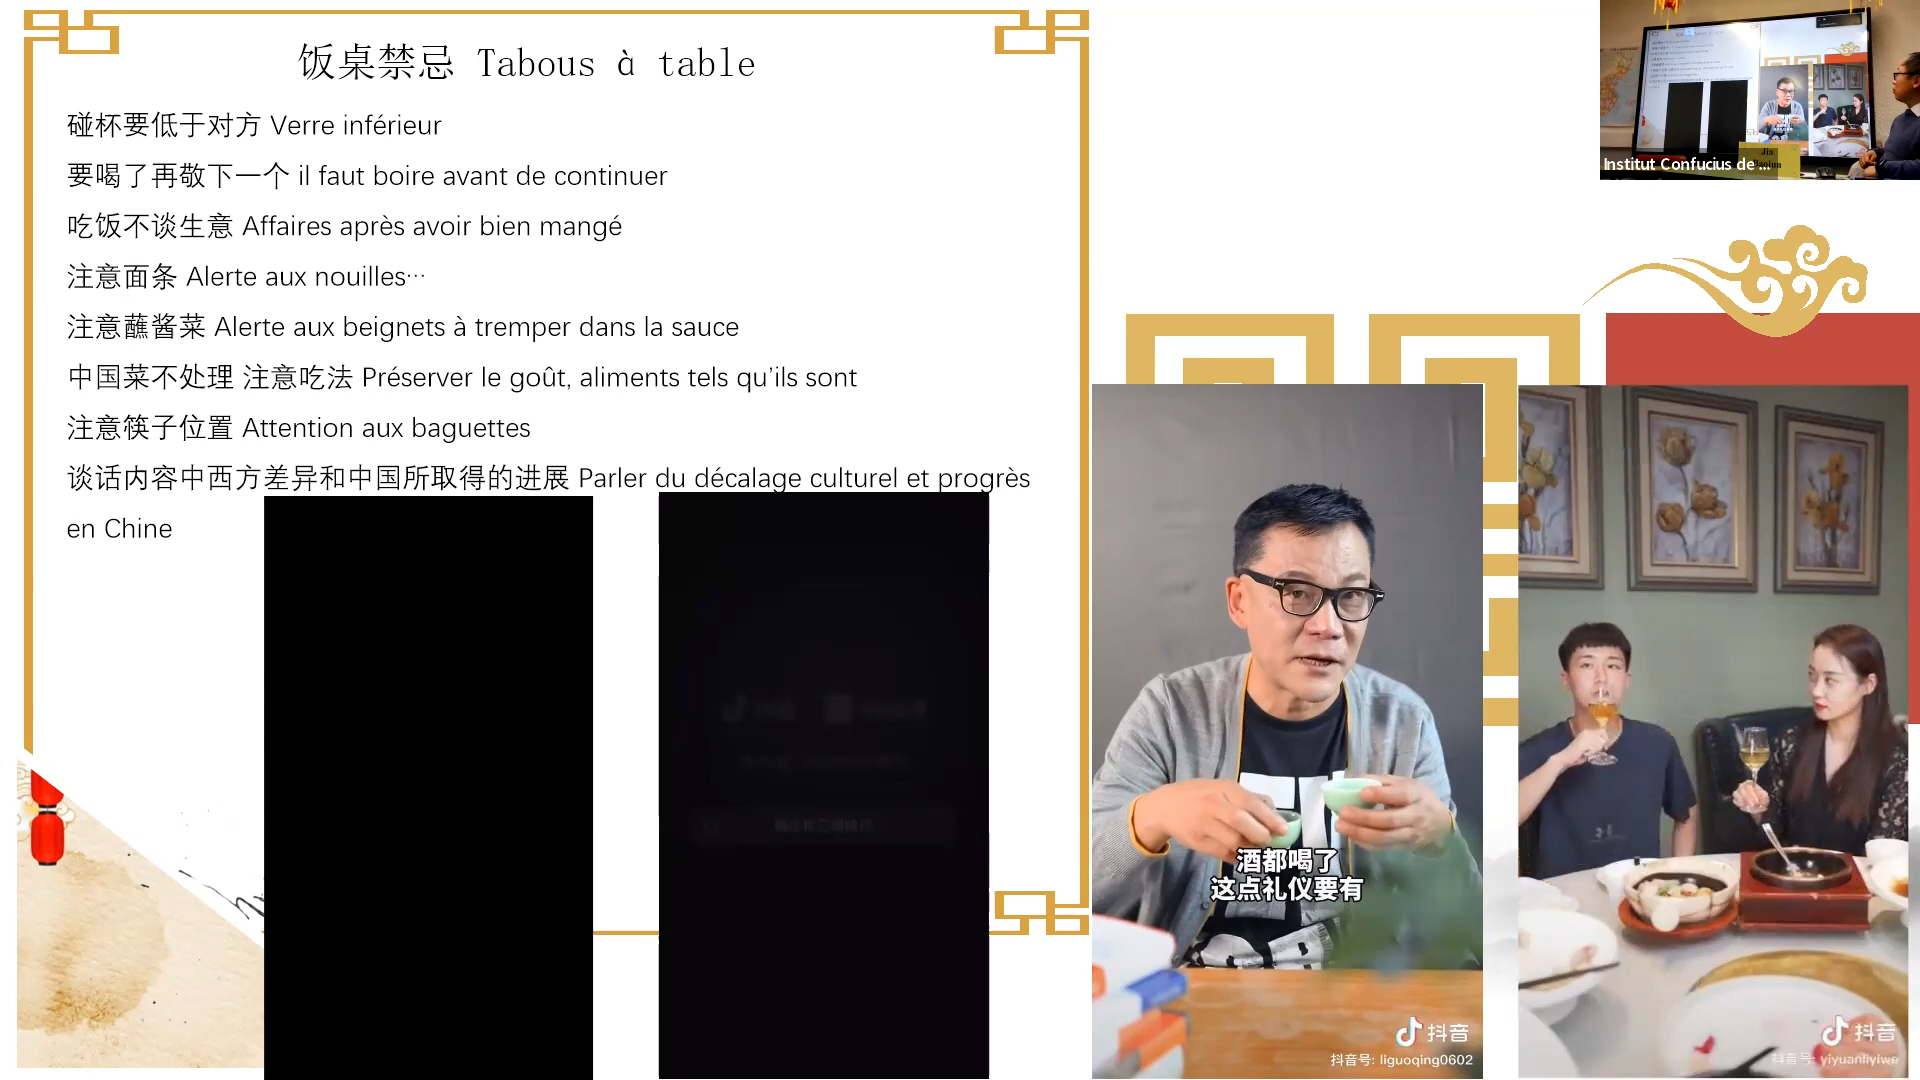 饭桌禁忌 Tabous à table
碰杯要低于对方 Verre inférieur
要喝了再敬下一个 il faut boire avant de continuer
吃饭不谈生意 Affaires après avoir bien mangé
注意面条 Alerte aux nouilles…
注意蘸酱菜 Alerte aux beignets à tremper dans la sauce
中国菜不处理 注意吃法 Préserver le goût, aliments tels qu’ils sont
注意筷子位置 Attention aux baguettes
谈话内容中西方差异和中国所取得的进展 Parler du décalage culturel et progrès
en Chine
Institut Confucius de ...
Jia
酒都喝了
这点礼仪要有
抖音
抖音号: liguoqing0602
抖音
抖音号: yiyuanliyiwe